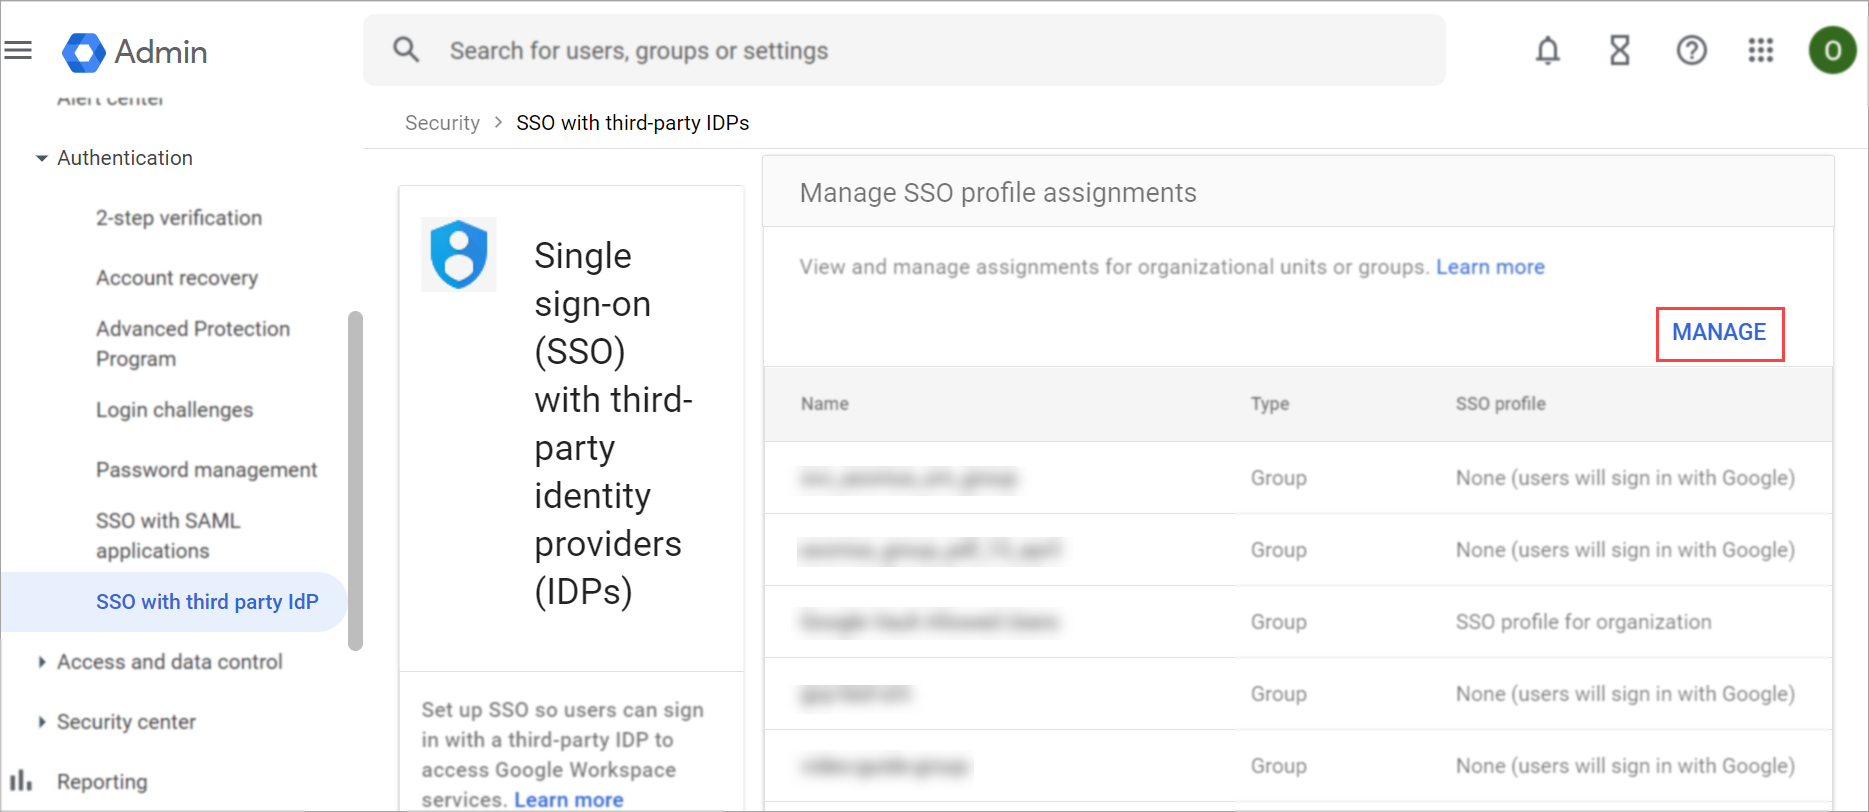 Admin
Search for users, groups or settings
O
Alert center
Authentication
2-step verification
Account recovery
Advanced Protection
Program
Login challenges
Password management
SSO with SAML
applications
SSO with third party IdP
Access and data control
Security center
Reporting
Security > SSO with third-party IDPs
Single
sign-on
(SSO)
with third-
party
identity
providers
(IDPs)
Set up SSO so users can sign
in with a third-party IDP to
access Google Workspace
services. Learn more
Manage SSO profile assignments
View and manage assignments for organizational units or groups. Learn more
MANAGE
Name Type SSO profile
Group None (users will sign in with Google)
Group None (users will sign in with Google)
Group SSO profile for organization
Group None (users will sign in with Google)
Group None (users will sign in with Google)